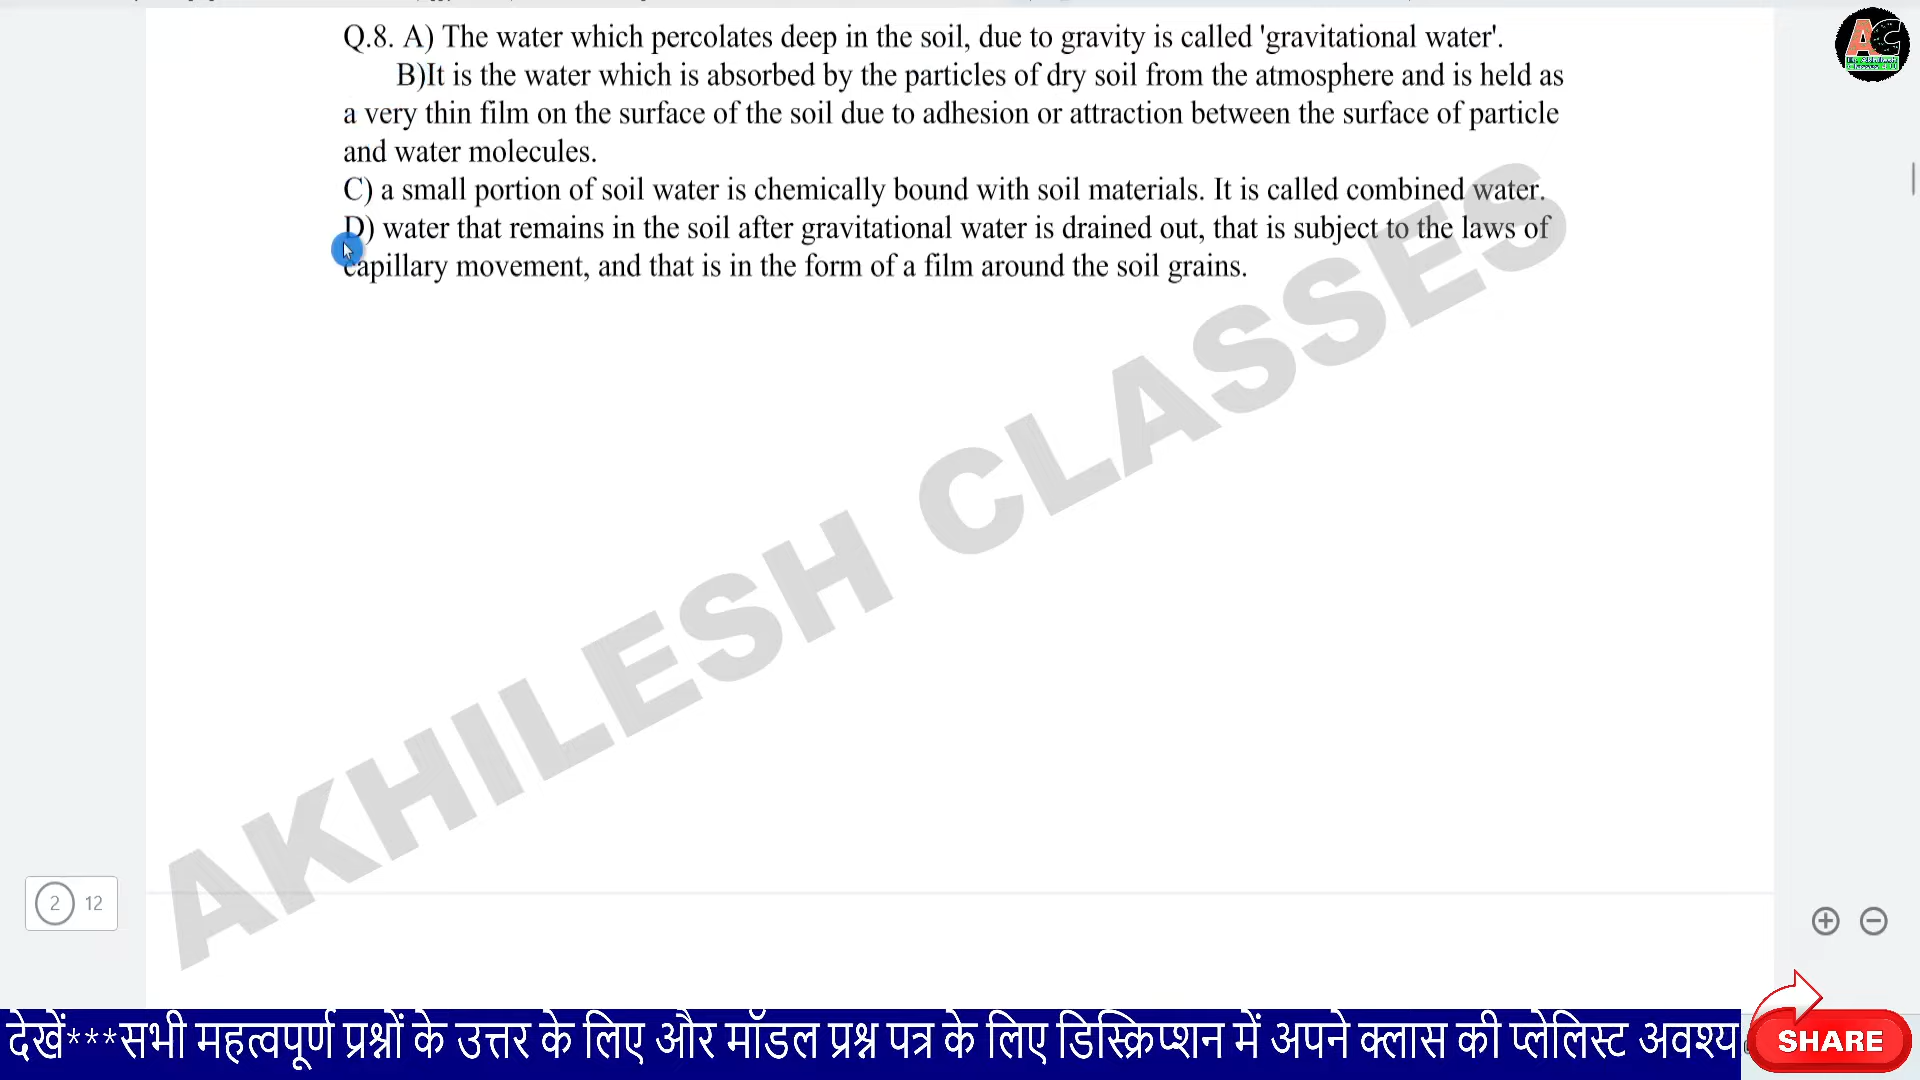 Q.8. A) The water which percolates deep in the soil, due to gravity is called 'gravitational water'.
B)It is the water which is absorbed by the particles of dry soil from the atmosphere and is held as
a very thin film on the surface of the soil due to adhesion or attraction between the surface of particle
and water molecules.
C) a small portion of soil water is chemically bound with soil materials. It is called combined water.
D) water that remains in the soil after gravitational water is drained out, that is subject to the laws of
capillary movement, and that is in the form of a film around the soil grains.
AKHILESH CLASSES
2 12
देखें***सभी महत्वपूर्ण प्रश्नों के उत्तर के लिए और मॉडल प्रश्न पत्र के लिए डिस्क्रिप्शन में अपने क्लास की प्लेलिस्ट अवश्य
SHARE
AC